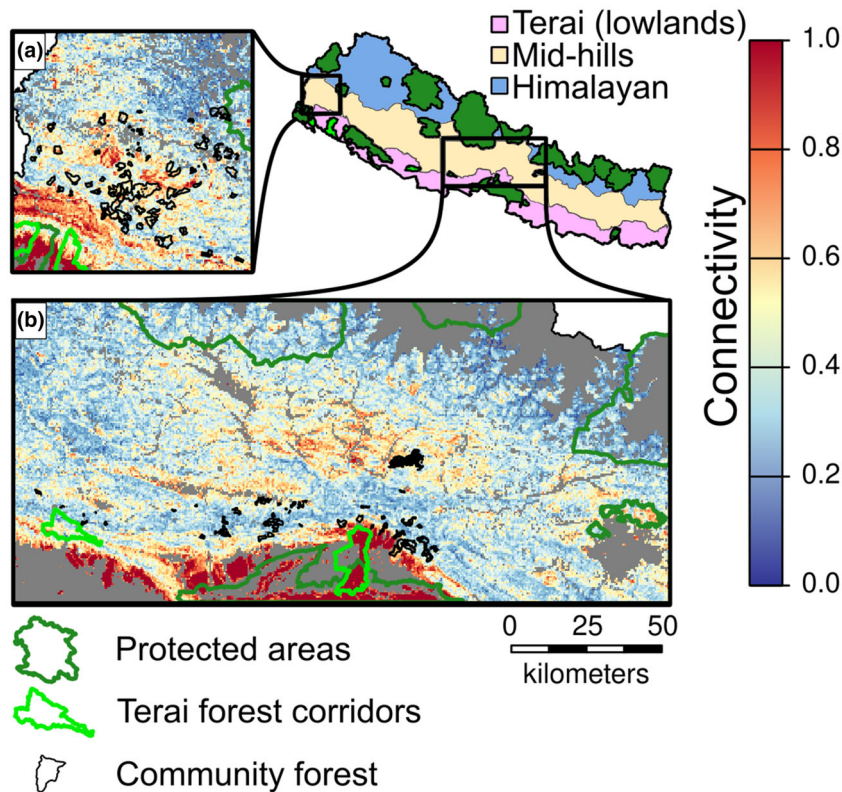 (a)
Terai (lowlands)
Mid-hills
Himalayan
1.0
0.8
0.6
0.4
0.2
0.0
Connectivity
(b)
0 25 50
kilometers
Protected areas
Terai forest corridors
Community forest